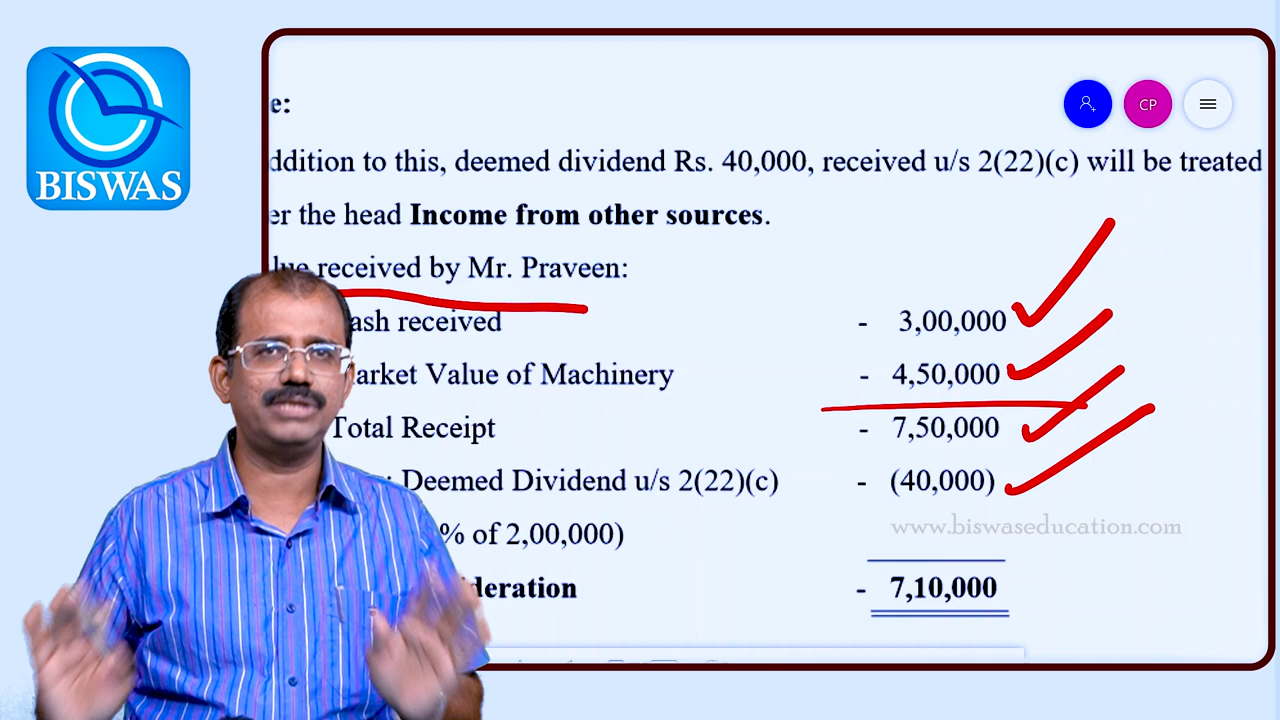 BISWAS
e:
CP
ddition to this, deemed dividend Rs. 40,000, received u/s 2(22)(c) will be treated
er the head Income from other sources.
lue received by Mr. Praveen:
ash received - 3,00,000
arket Value of Machinery - 4,50,000
Total Receipt - 7,50,000
: Deemed Dividend u/s 2(22)(c) - (40,000)
www.biswaseducation.com
% of 2,00,000)
deration - 7,10,000